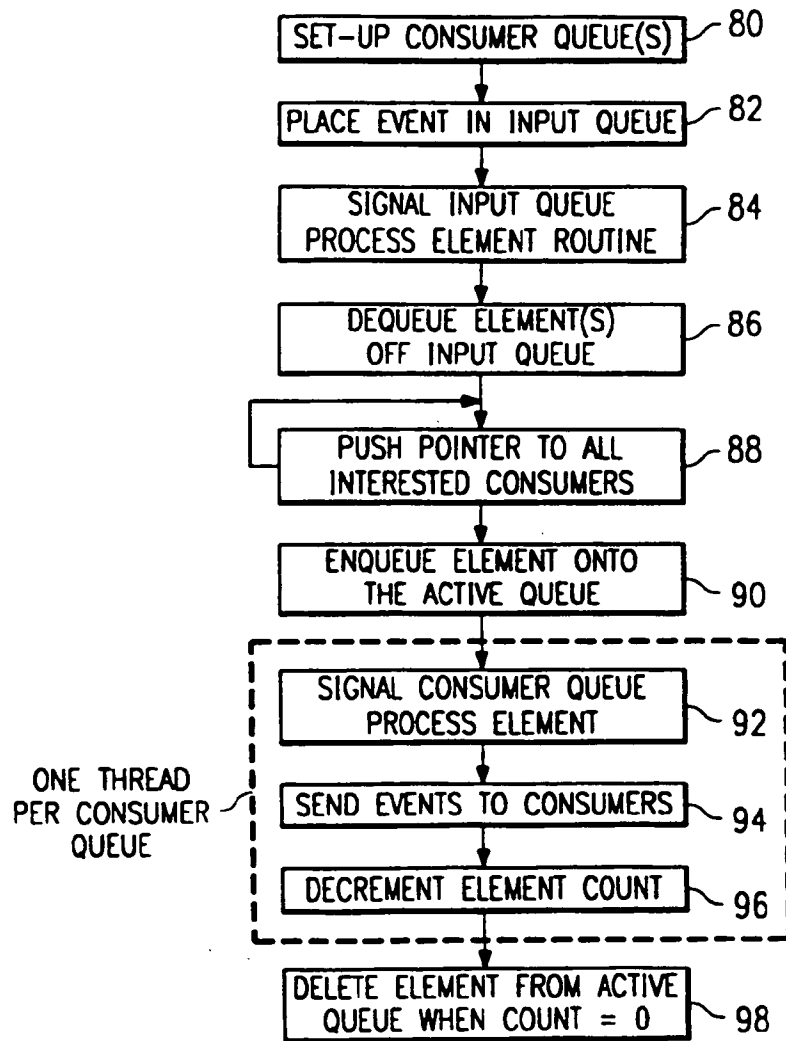 SET-UP CONSUMER QUEUE(S)
80
PLACE EVENT IN INPUT QUEUE
82
SIGNAL INPUT QUEUE
PROCESS ELEMENT ROUTINE
84
DEQUEUE ELEMENT(S)
OFF INPUT QUEUE
86
PUSH POINTER TO ALL
INTERESTED CONSUMERS
88
ENQUEUE ELEMENT ONTO
THE ACTIVE QUEUE
90
SIGNAL CONSUMER QUEUE
PROCESS ELEMENT
92
ONE THREAD
PER CONSUMER
QUEUE
SEND EVENTS TO CONSUMERS
94
DECREMENT ELEMENT COUNT
96
DELETE ELEMENT FROM ACTIVE
QUEUE WHEN COUNT = 0
98